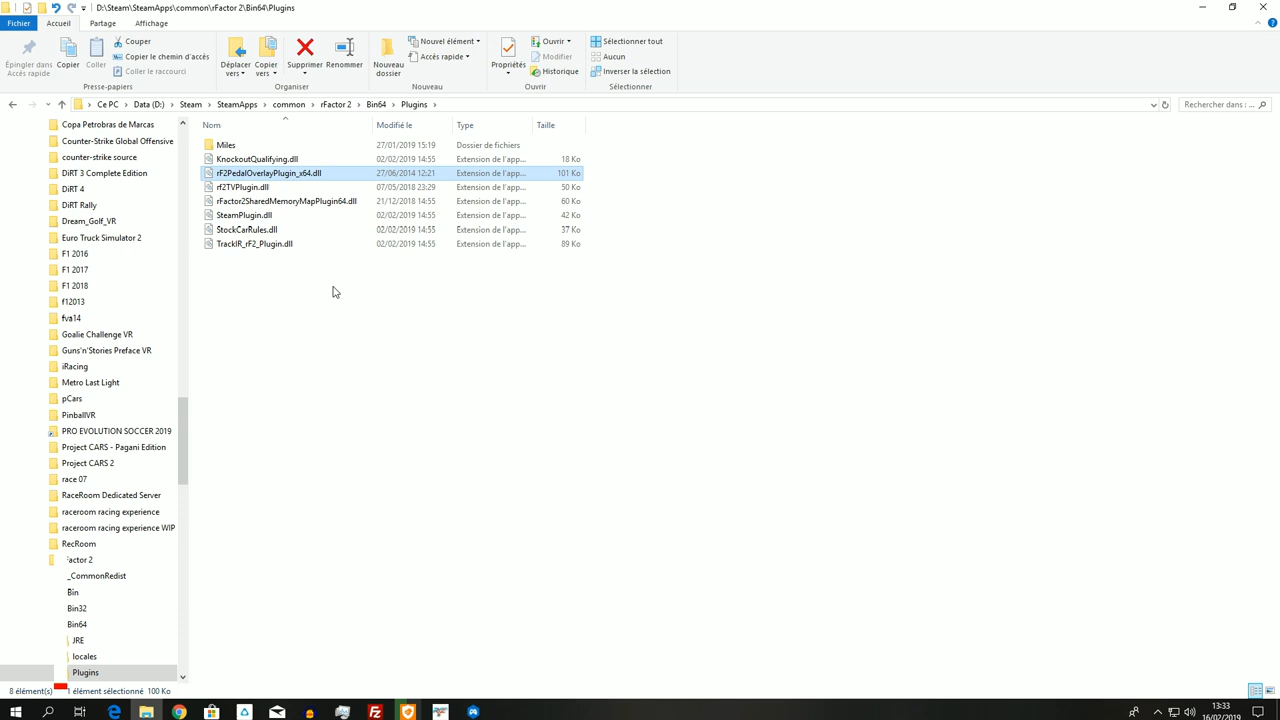 D:\Steam\SteamApps\common\rFactor 2\Bin64\Plugins
Fichier Accueil Partage Affichage
Épingler dans Accès rapide
Copier
Coller
Couper
Copier le chemin d'accès
Coller le raccourci
Presse-papiers
Déplacer vers
Copier vers
Supprimer
Renommer
Organiser
Nouveau dossier
Nouvel élément
Accès rapide
Nouveau
Propriétés
Ouvrir
Modifier
Historique
Ouvrir
Sélectionner tout
Aucun
Inverser la sélection
Sélectionner
Ce PC > Data (D:) > Steam > SteamApps > common > rFactor 2 > Bin64 > Plugins >
Rechercher dans : ...
Copa Petrobras de Marcas
Counter-Strike Global Offensive
counter-strike source
DiRT 3 Complete Edition
DiRT 4
DiRT Rally
Dream_Golf_VR
Euro Truck Simulator 2
F1 2016
F1 2017
F1 2018
f12013
fva14
Goalie Challenge VR
Guns'n'Stories Preface VR
iRacing
Metro Last Light
pCars
PinballVR
PRO EVOLUTION SOCCER 2019
Project CARS - Pagani Edition
Project CARS 2
race 07
RaceRoom Dedicated Server
raceroom racing experience
raceroom racing experience WIP
RecRoom
Factor 2
_CommonRedist
Bin
Bin32
Bin64
JRE
locales
Plugins
Nom Modifié le Type Taille
Miles 27/01/2019 15:19 Dossier de fichiers
KnockoutQualifying.dll 02/02/2019 14:55 Extension de l'app... 18 Ko
rF2PedalOverlayPlugin_x64.dll 27/06/2014 12:21 Extension de l'app... 101 Ko
rf2TVPlugin.dll 07/05/2018 23:29 Extension de l'app... 50 Ko
rFactor2SharedMemoryMapPlugin64.dll 21/12/2018 14:55 Extension de l'app... 60 Ko
SteamPlugin.dll 02/02/2019 14:55 Extension de l'app... 42 Ko
StockCarRules.dll 02/02/2019 14:55 Extension de l'app... 37 Ko
TrackIR_rF2_Plugin.dll 02/02/2019 14:55 Extension de l'app... 89 Ko
8 élément(s) 1 élément sélectionné 100 Ko
13:33
16/02/2019